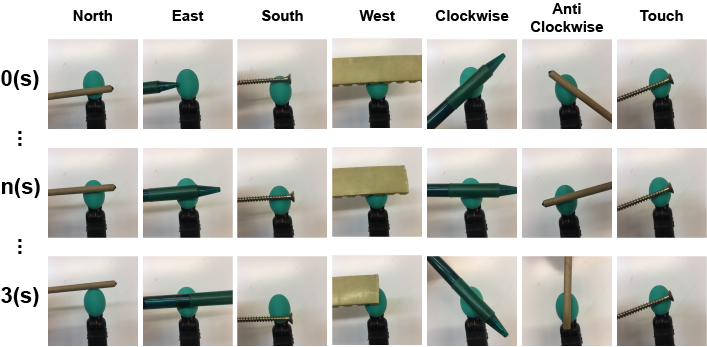 North East South West Clockwise Anti Clockwise Touch
0(s)
...
n(s)
...
3(s)